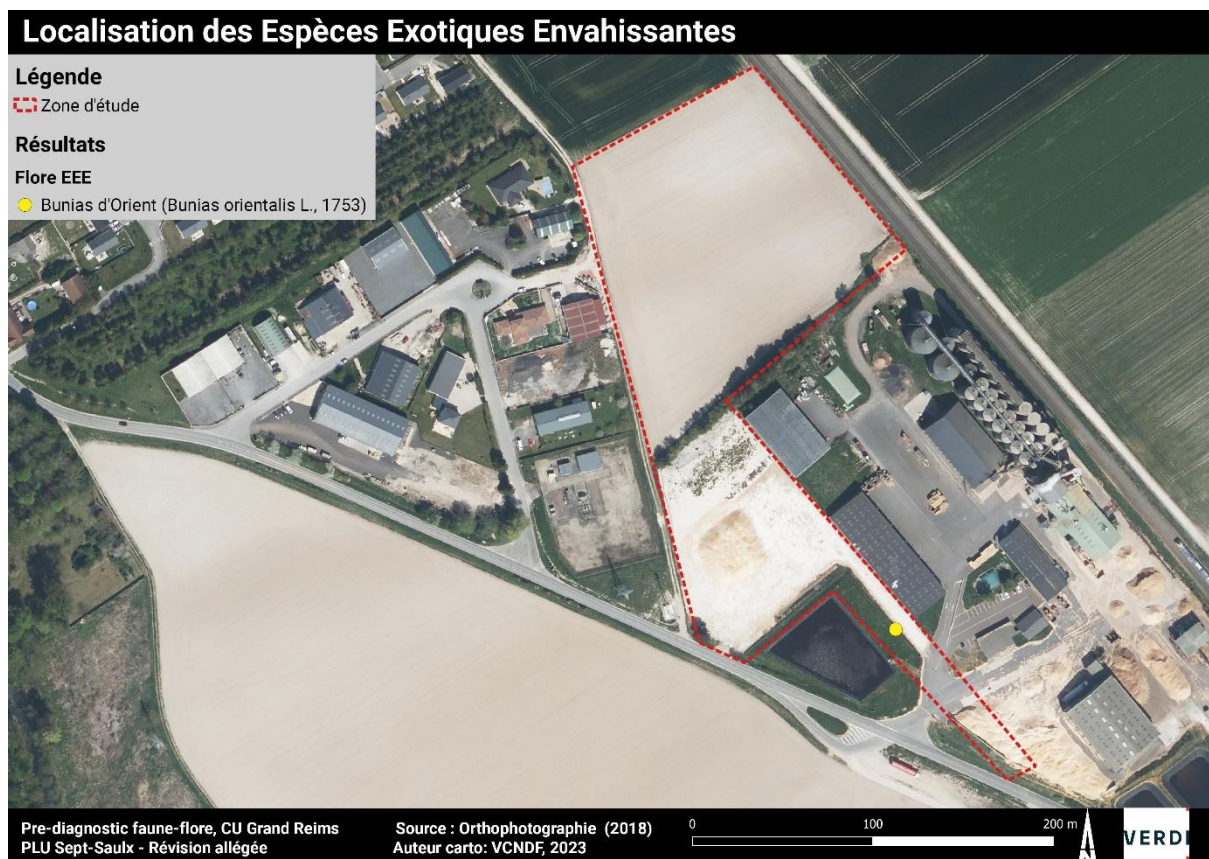 Localisation des Espèces Exotiques Envahissantes
Légende
Zone d'étude
Résultats
Flore EEE
Bunias d'Orient (Bunias orientalis L., 1753)
Pre-diagnostic faune-flore, CU Grand Reims
PLU Sept-Saulx - Révision allégée
Source : Orthophotographie (2018)
Auteur carto: VCNDF, 2023
0 100 200 m
VERDI